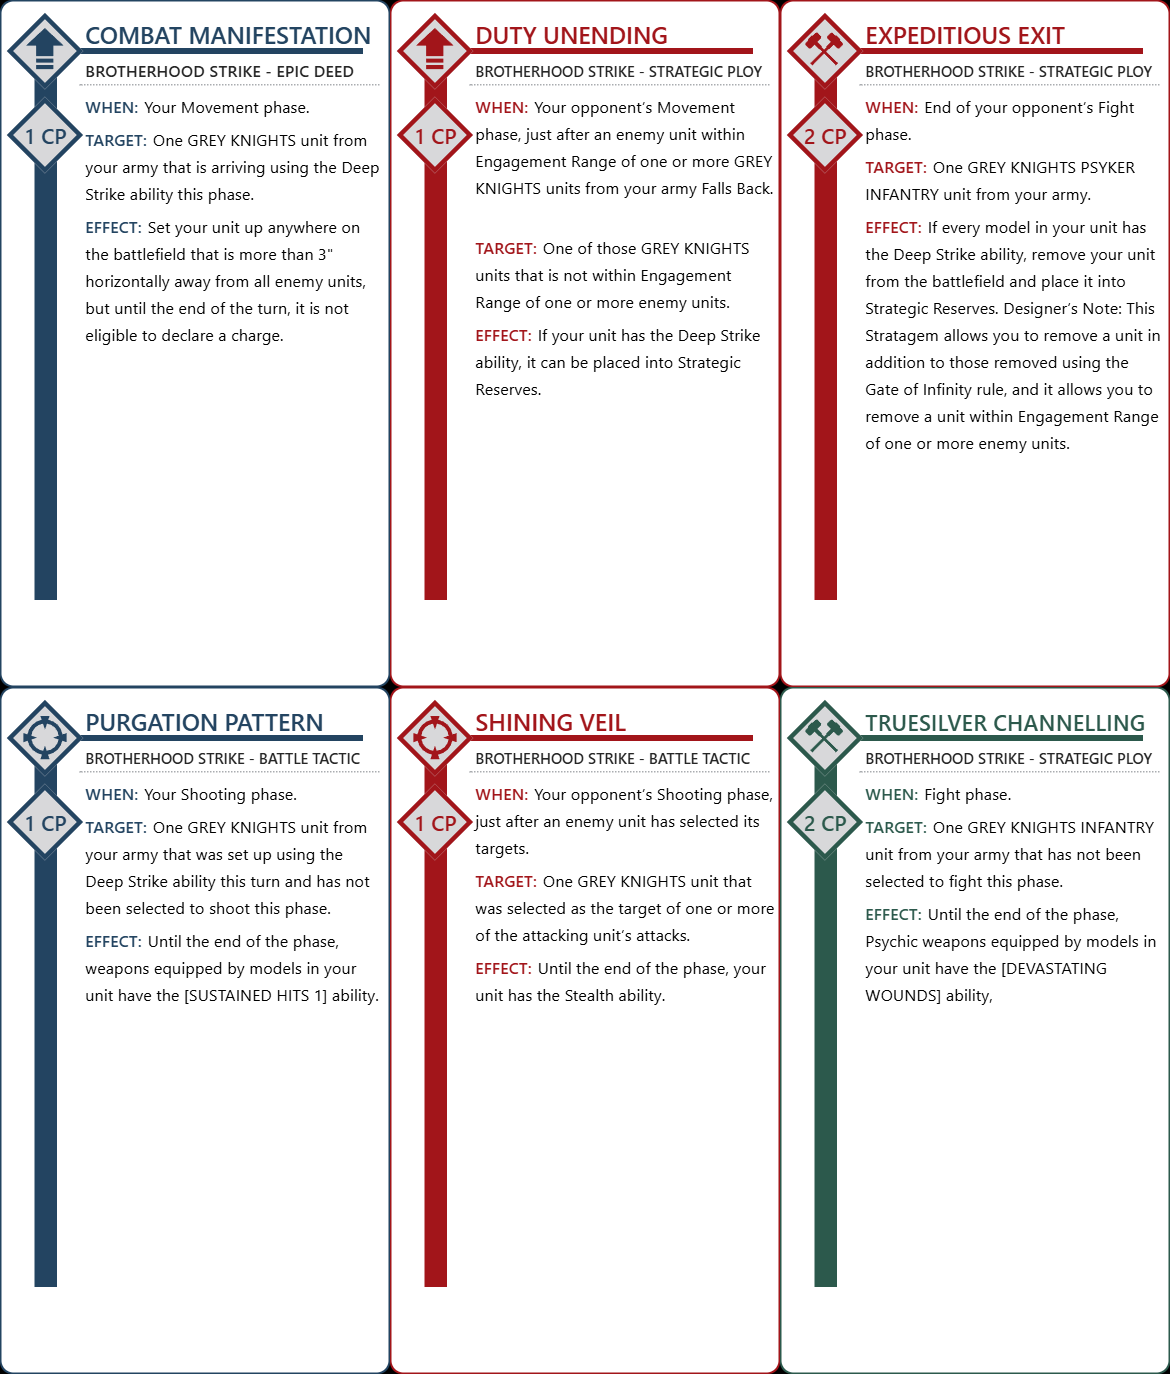 COMBAT MANIFESTATION
BROTHERHOOD STRIKE - EPIC DEED
1 CP
WHEN: Your Movement phase.
TARGET: One GREY KNIGHTS unit from
your army that is arriving using the Deep
Strike ability this phase.
EFFECT: Set your unit up anywhere on
the battlefield that is more than 3"
horizontally away from all enemy units,
but until the end of the turn, it is not
eligible to declare a charge.
DUTY UNENDING
BROTHERHOOD STRIKE - STRATEGIC PLOY
1 CP
WHEN: Your opponent's Movement
phase, just after an enemy unit within
Engagement Range of one or more GREY
KNIGHTS units from your army Falls Back.
TARGET: One of those GREY KNIGHTS
units that is not within Engagement
Range of one or more enemy units.
EFFECT: If your unit has the Deep Strike
ability, it can be placed into Strategic
Reserves.
EXPEDITIOUS EXIT
BROTHERHOOD STRIKE - STRATEGIC PLOY
2 CP
WHEN: End of your opponent's Fight
phase.
TARGET: One GREY KNIGHTS PSYKER
INFANTRY unit from your army.
EFFECT: If every model in your unit has
the Deep Strike ability, remove your unit
from the battlefield and place it into
Strategic Reserves. Designer's Note: This
Stratagem allows you to remove a unit in
addition to those removed using the
Gate of Infinity rule, and it allows you to
remove a unit within Engagement Range
of one or more enemy units.
PURGATION PATTERN
BROTHERHOOD STRIKE - BATTLE TACTIC
1 CP
WHEN: Your Shooting phase.
TARGET: One GREY KNIGHTS unit from
your army that was set up using the
Deep Strike ability this turn and has not
been selected to shoot this phase.
EFFECT: Until the end of the phase,
weapons equipped by models in your
unit have the [SUSTAINED HITS 1] ability.
SHINING VEIL
BROTHERHOOD STRIKE - BATTLE TACTIC
1 CP
WHEN: Your opponent's Shooting phase,
just after an enemy unit has selected its
targets.
TARGET: One GREY KNIGHTS unit that
was selected as the target of one or more
of the attacking unit's attacks.
EFFECT: Until the end of the phase, your
unit has the Stealth ability.
TRUESILVER CHANNELLING
BROTHERHOOD STRIKE - STRATEGIC PLOY
2 CP
WHEN: Fight phase.
TARGET: One GREY KNIGHTS INFANTRY
unit from your army that has not been
selected to fight this phase.
EFFECT: Until the end of the phase,
Psychic weapons equipped by models in
your unit have the [DEVASTATING
WOUNDS] ability,